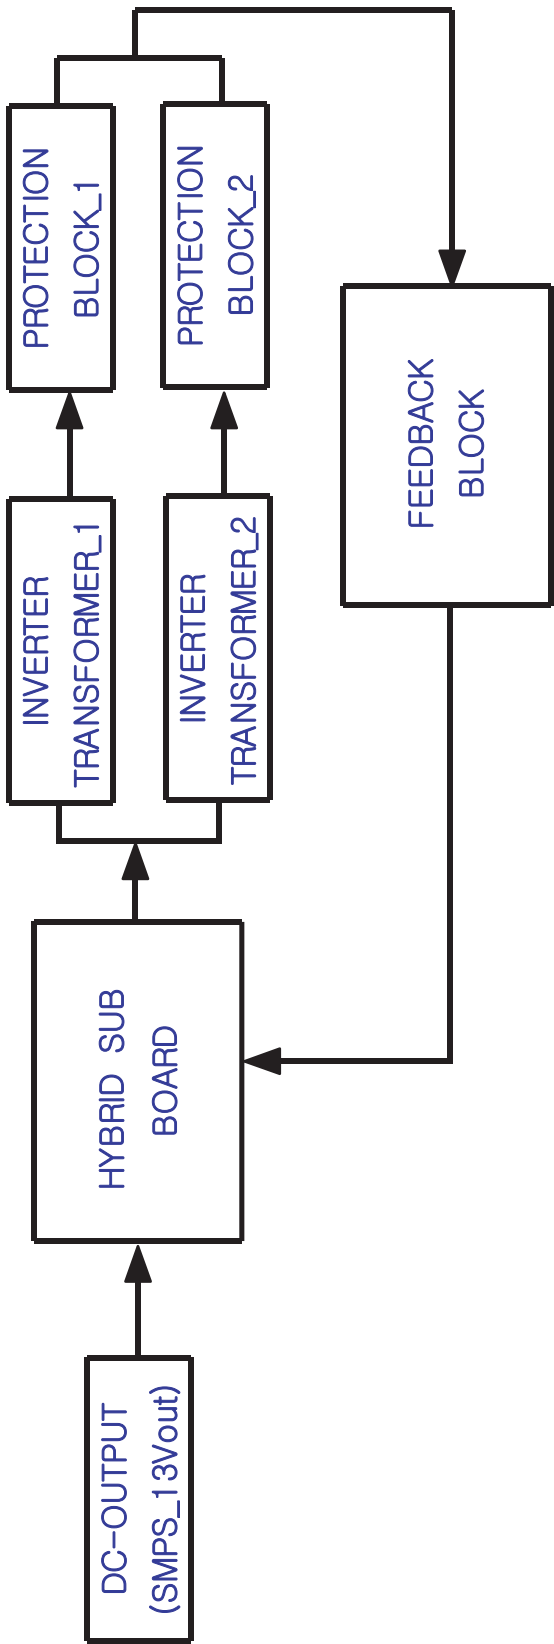 DC-OUTPUT
(SMPS_13Vout)
HYBRID SUB
BOARD
INVERTER
TRANSFORMER_1
INVERTER
TRANSFORMER_2
PROTECTION
BLOCK_1
PROTECTION
BLOCK_2
FEEDBACK
BLOCK